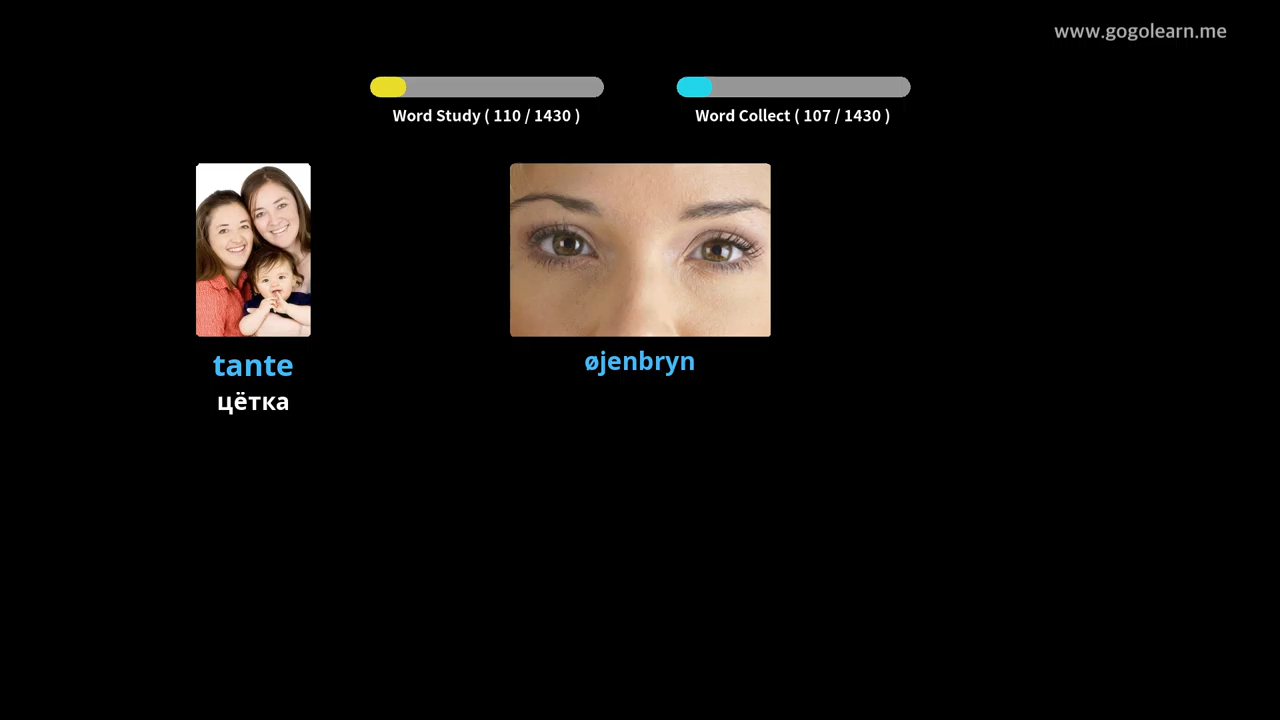 www.gogolearn.me
Word Study ( 110 / 1430 )
Word Collect ( 107 / 1430 )
tante
цётка
øjenbryn